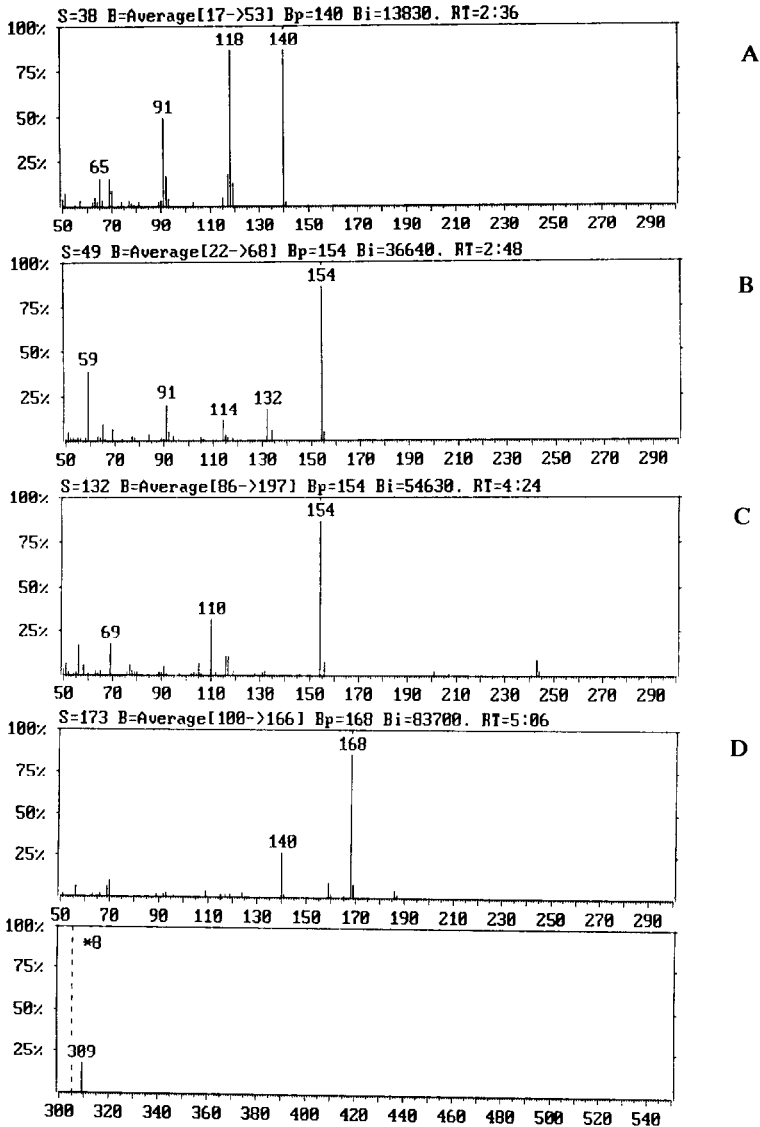 S=38 B=Average[17->53] Bp=140 Bi=13830. RT=2:36
A
100%
75%
50%
25%
118
140
91
65
50 70 90 110 130 150 170 190 210 230 250 270 290
S=49 B=Average[22->68] Bp=154 Bi=36640. RT=2:48
B
100%
75%
50%
25%
154
59
91
114
132
50 70 90 110 130 150 170 190 210 230 250 270 290
S=132 B=Average[86->197] Bp=154 Bi=54630. RT=4:24
C
100%
75%
50%
25%
154
110
69
50 70 90 110 130 150 170 190 210 230 250 270 290
S=173 B=Average[100->166] Bp=168 Bi=83700. RT=5:06
D
100%
75%
50%
25%
168
140
50 70 90 110 130 150 170 190 210 230 250 270 290
100%
75%
50%
25%
*8
309
300 320 340 360 380 400 420 440 460 480 500 520 540